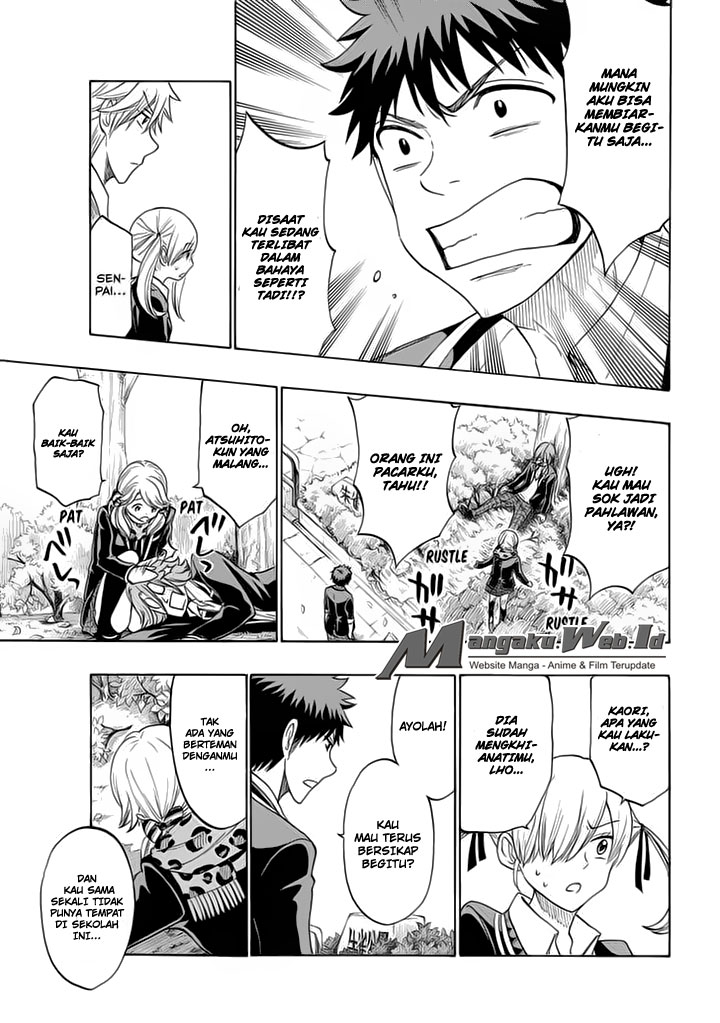 MANA
MUNGKIN
AKU BISA
MEMBIAR-
KANMU BEGI-
TU SAJA...
DISAAT
KAU SEDANG
TERLIBAT
DALAM
BAHAYA
SEPERTI
TADI!!?
SEN-
PAI...
UGH!
KAU MAU
SOK JADI
PAHLAWAN,
YA?!
ORANG INI
PACARKU,
TAHU!!
RUSTLE
RUSTLE
ガサ
ガサ
OH,
ATSUHITO-
KUN YANG
MALANG...
KAU
BAIK-BAIK
SAJA?
PAT
PAT
Mangaku.Web.Id
Website Manga - Anime & Film Terupdate
KAORI,
APA YANG
KAU LAKU-
KAN...?
DIA
SUDAH
MENGKHI-
ANATIMU,
LHO...
AYOLAH!
KAU
MAU TERUS
BERSIKAP
BEGITU?
TAK
ADA YANG
BERTEMAN
DENGANMU
...
DAN
KAU SAMA
SEKALI TIDAK
PUNYA TEMPAT
DI SEKOLAH
INI...